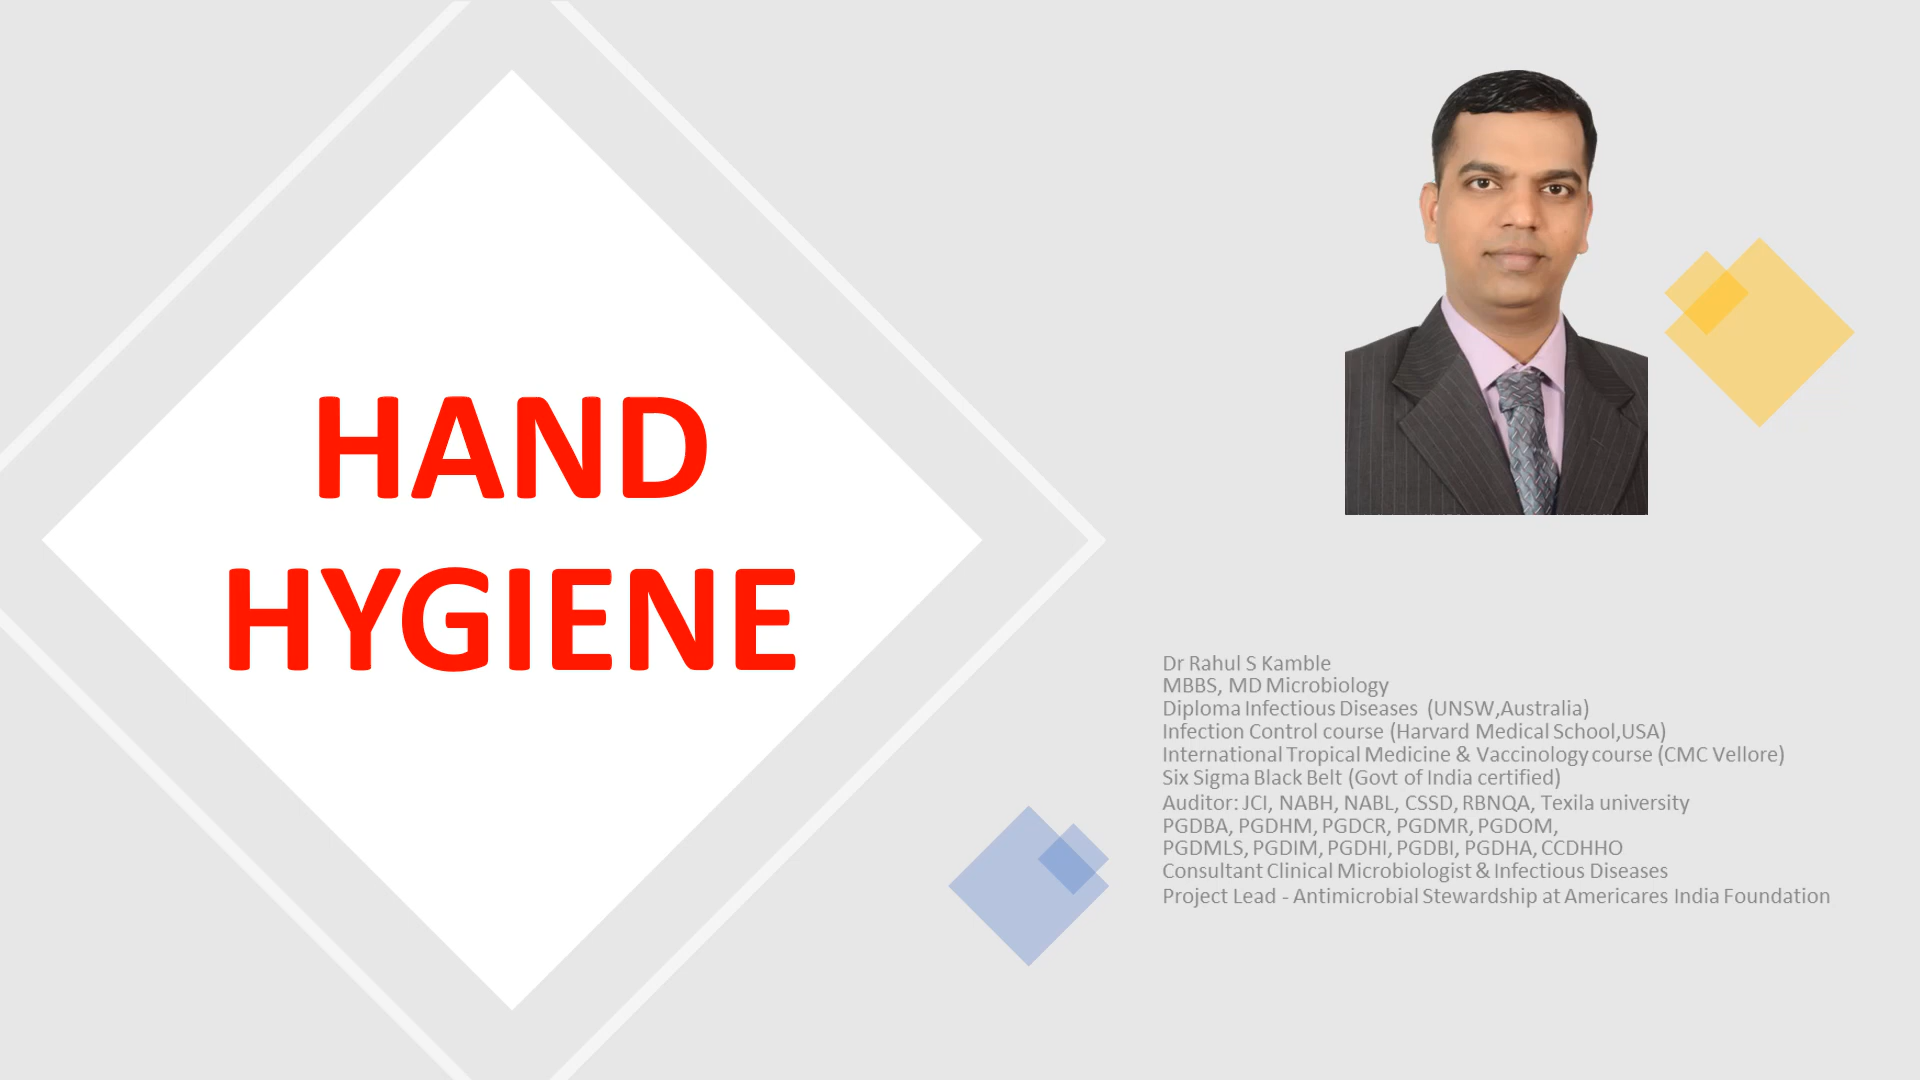 HAND
HYGIENE
Dr Rahul S Kamble
MBBS, MD Microbiology
Diploma Infectious Diseases (UNSW,Australia)
Infection Control course (Harvard Medical School,USA)
International Tropical Medicine & Vaccinology course (CMC Vellore)
Six Sigma Black Belt (Govt of India certified)
Auditor: JCI, NABH, NABL, CSSD, RBNQA, Texila university
PGDBA, PGDHM, PGDCR, PGDMR, PGDOM,
PGDMLS, PGDIM, PGDHI, PGDBI, PGDHA, CCDHHO
Consultant Clinical Microbiologist & Infectious Diseases
Project Lead - Antimicrobial Stewardship at Americares India Foundation